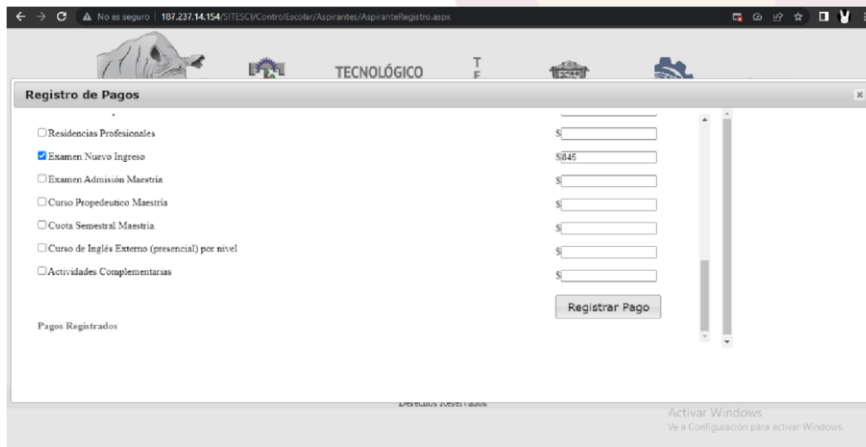 No es seguro | 187.237.14.154/SITESCI/ControlEscolar/Aspirantes/AspiranteRegistro.aspx
TECNOLÓGICO
T
F
Registro de Pagos
Residencias Profesionales $
Examen Nuevo Ingreso $845
Examen Admisión Maestría $
Curso Propedeutico Maestria $
Cuota Semestral Maestria $
Curso de Inglés Externo (presencial) por nivel $
Actividades Complementarias $
Registrar Pago
Pagos Registrados
Derechos Reservados
Activar Windows
Ve a Configuración para activar Windows.